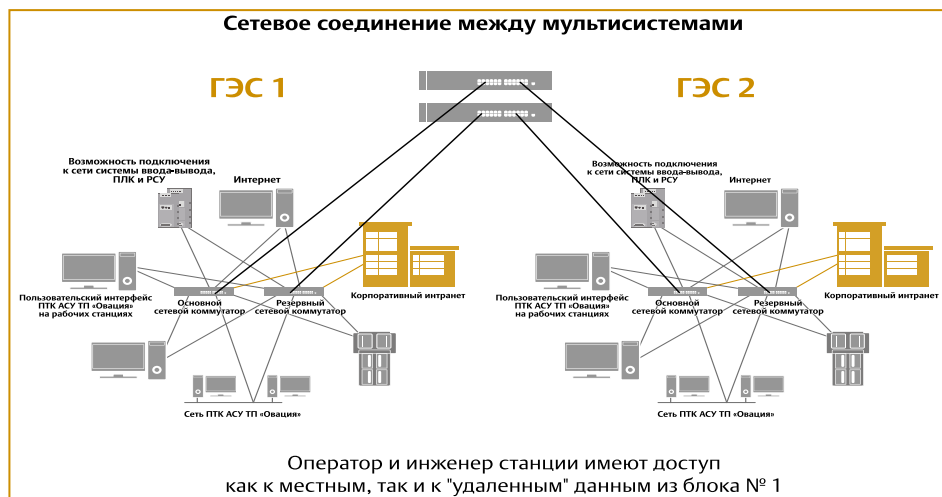 Сетевое соединение между мультисистемами
ГЭС 1
ГЭС 2
Возможность подключения
к сети системы ввода-вывода,
ПЛК и РСУ
Интернет
Пользовательский интерфейс
ПТК АСУ ТП «Овация»
на рабочих станциях
Основной
сетевой коммутатор
Резервный
сетевой коммутатор
Корпоративный интранет
Сеть ПТК АСУ ТП «Овация»
Возможность подключения
к сети системы ввода-вывода,
ПЛК и РСУ
Интернет
Пользовательский интерфейс
ПТК АСУ ТП «Овация»
на рабочих станциях
Основной
сетевой коммутатор
Резервный
сетевой коммутатор
Корпоративный интранет
Сеть ПТК АСУ ТП «Овация»
Оператор и инженер станции имеют доступ
как к местным, так и к "удаленным" данным из блока № 1